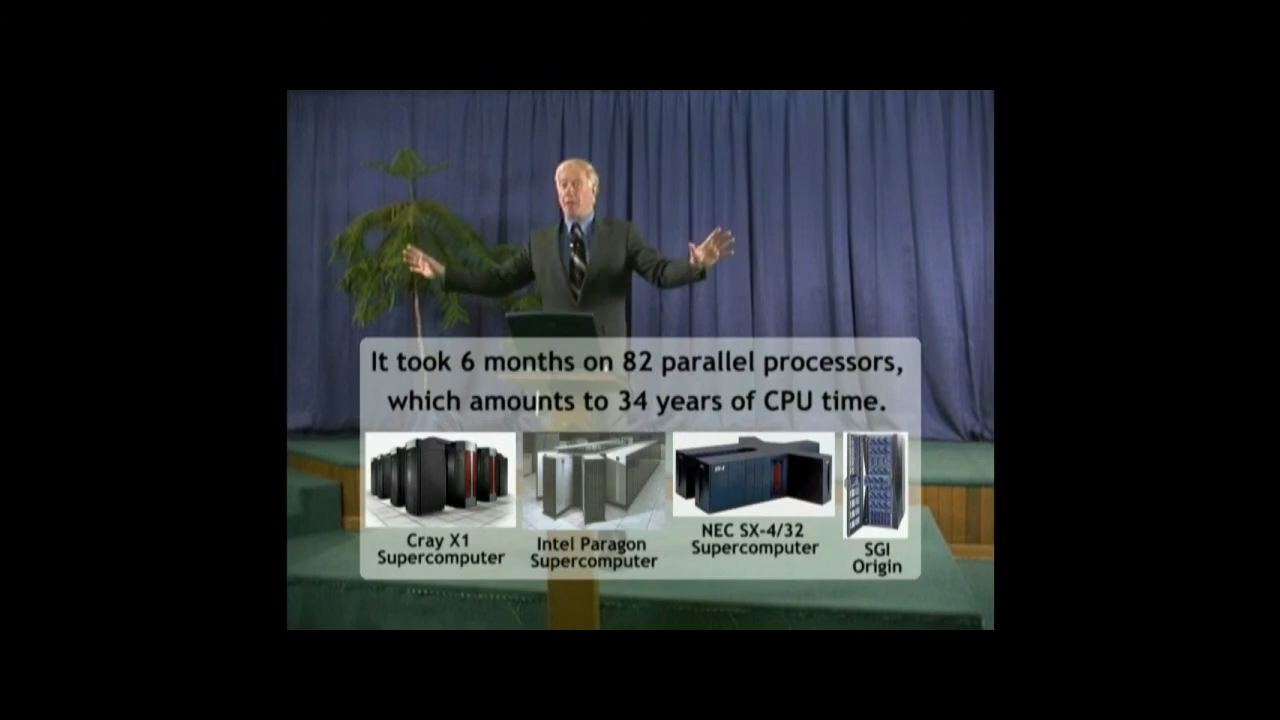 It took 6 months on 82 parallel processors,
which amounts to 34 years of CPU time.
Cray X1
Supercomputer
Intel Paragon
Supercomputer
NEC SX-4/32
Supercomputer
SGI
Origin